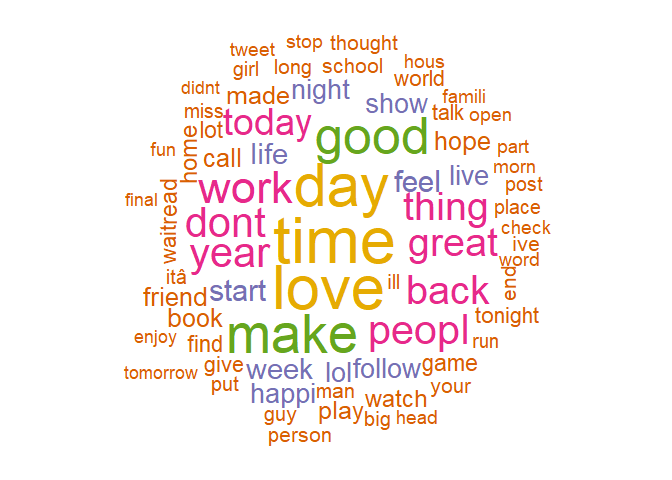 stop thought
tweet
girl long school hous
didnt made night world famili
miss lot today show talk open
fun home call life good hope part
morn
final waitread work day feel live post
dont thing place
year time great check
itâ ive
word
friend start love ill back end
book make peopl tonight
enjoy find run
tomorrow give week lol follow game
put happi man your
guy play watch
big head
person